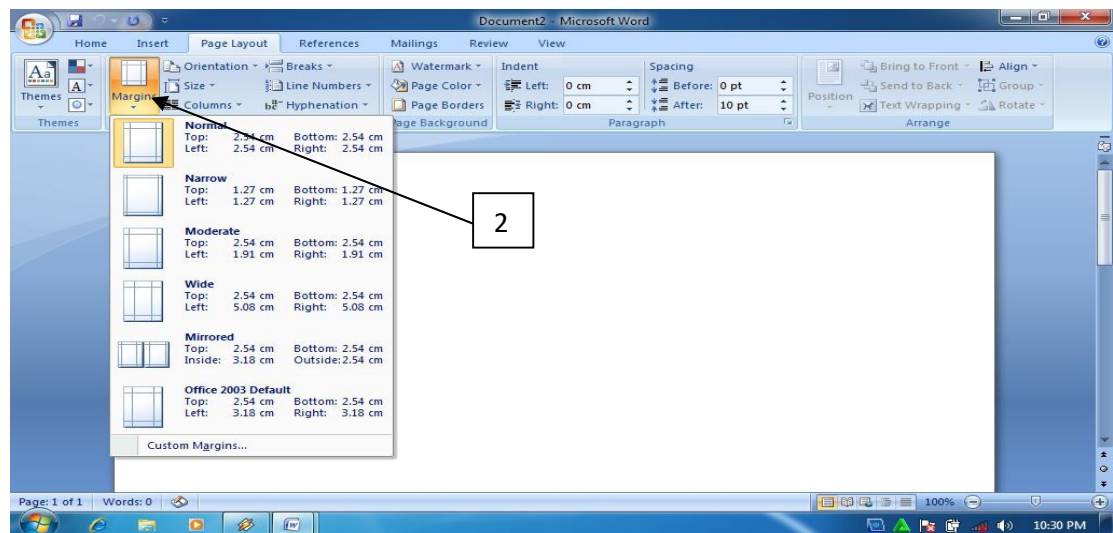 Document2 - Microsoft Word
Home Insert Page Layout References Mailings Review View
Orientation Breaks Watermark Indent Spacing Bring to Front Align
Aa A Size Line Numbers Page Color Left: 0 cm Before: 0 pt Send to Back Group
Themes Margins Columns Hyphenation Page Borders Right: 0 cm After: 10 pt Position Text Wrapping Rotate
Themes Page Background Paragraph Arrange
Normal
Top: 2.54 cm Bottom: 2.54 cm
Left: 2.54 cm Right: 2.54 cm
Narrow
Top: 1.27 cm Bottom: 1.27 cm
Left: 1.27 cm Right: 1.27 cm
2
Moderate
Top: 2.54 cm Bottom: 2.54 cm
Left: 1.91 cm Right: 1.91 cm
Wide
Top: 2.54 cm Bottom: 2.54 cm
Left: 5.08 cm Right: 5.08 cm
Mirrored
Top: 2.54 cm Bottom: 2.54 cm
Inside: 3.18 cm Outside: 2.54 cm
Office 2003 Default
Top: 2.54 cm Bottom: 2.54 cm
Left: 3.18 cm Right: 3.18 cm
Custom Margins...
Page: 1 of 1 Words: 0 100%
10:30 PM